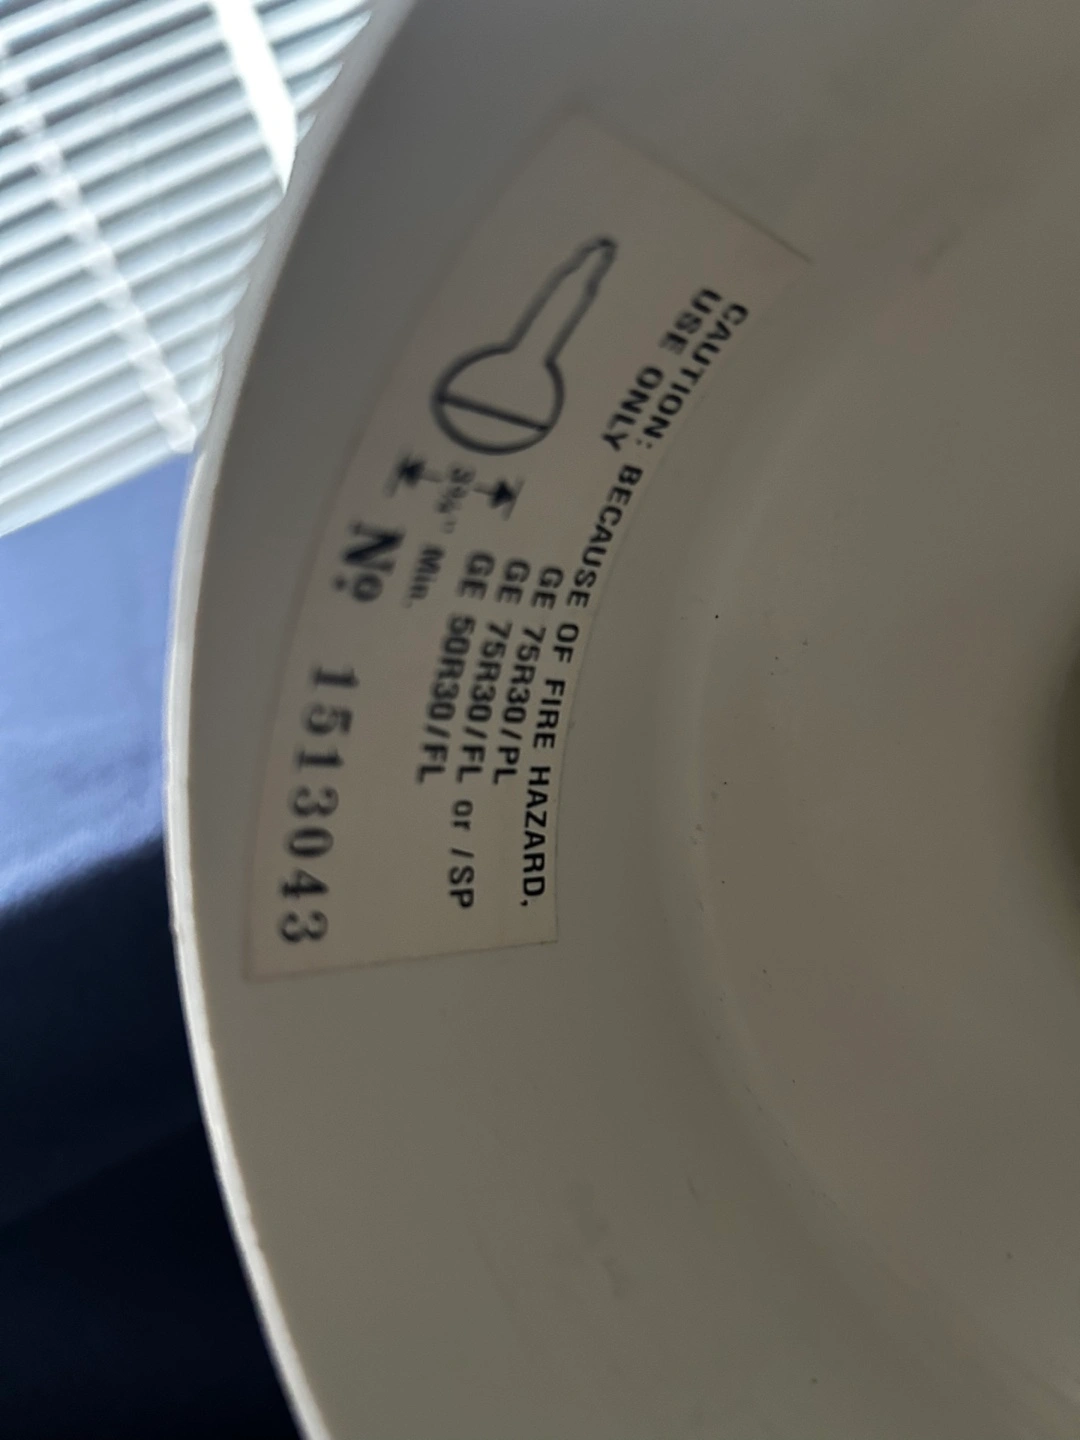 CAUTION: BECAUSE OF FIRE HAZARD,
USE ONLY
GE 75R30/PL
GE 75R30/FL or /SP
GE 50R30/FL
Min.
Nº 1513043